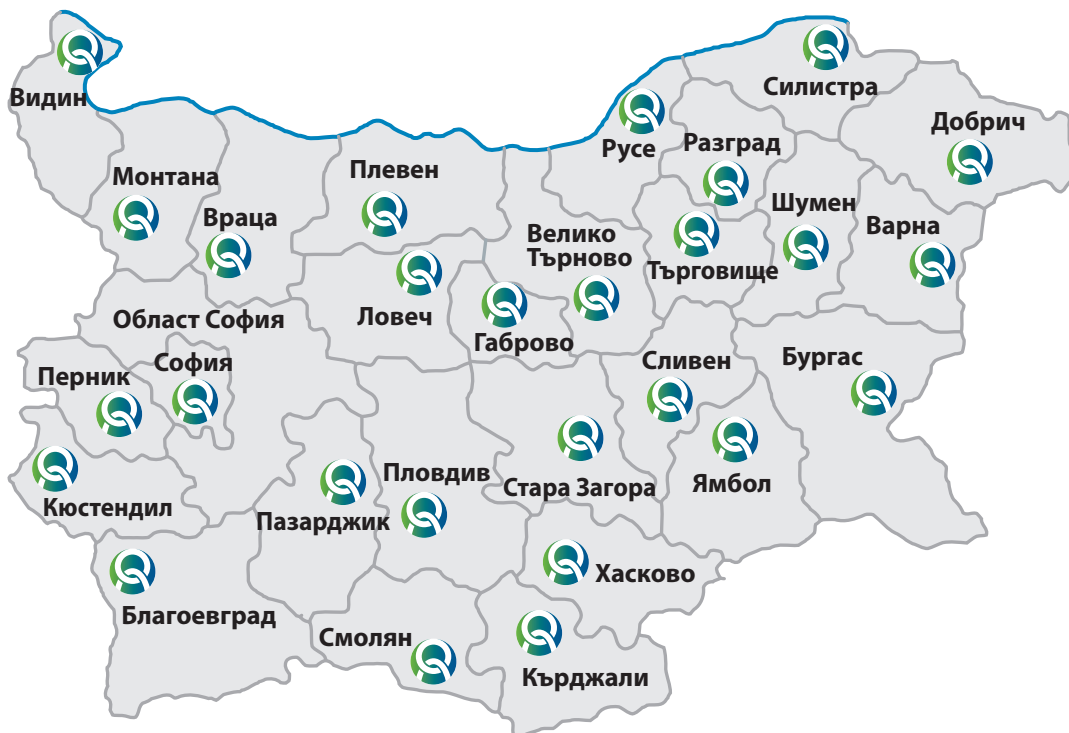 Видин
Силистра
Добрич
Русе
Разград
Монтана
Плевен
Шумен
Враца
Варна
Велико
Търново
Търговище
Област София
Ловеч
Габрово
София
Сливен
Бургас
Перник
Пловдив
Стара Загора
Ямбол
Кюстендил
Пазарджик
Хасково
Благоевград
Смолян
Кърджали